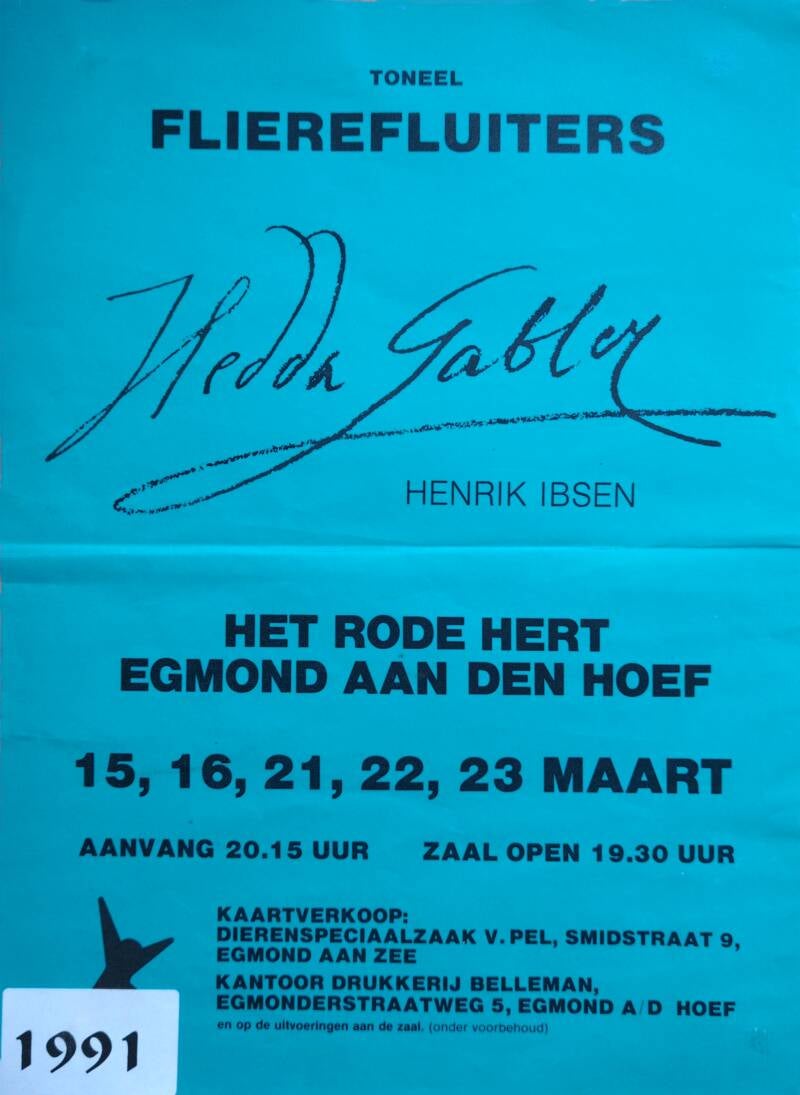 TONEEL
FLIEREFLUITERS
Hedda Gabler
HENRIK IBSEN
HET RODE HERT
EGMOND AAN DEN HOEF
15, 16, 21, 22, 23 MAART
AANVANG 20.15 UUR ZAAL OPEN 19.30 UUR
KAARTVERKOOP:
DIERENSPECIAALZAAK V. PEL, SMIDSTRAAT 9,
EGMOND AAN ZEE
KANTOOR DRUKKERIJ BELLEMAN,
EGMONDERSTRAATWEG 5, EGMOND A/D HOEF
en op de uitvoeringen aan de zaal. (onder voorbehoud)
1991